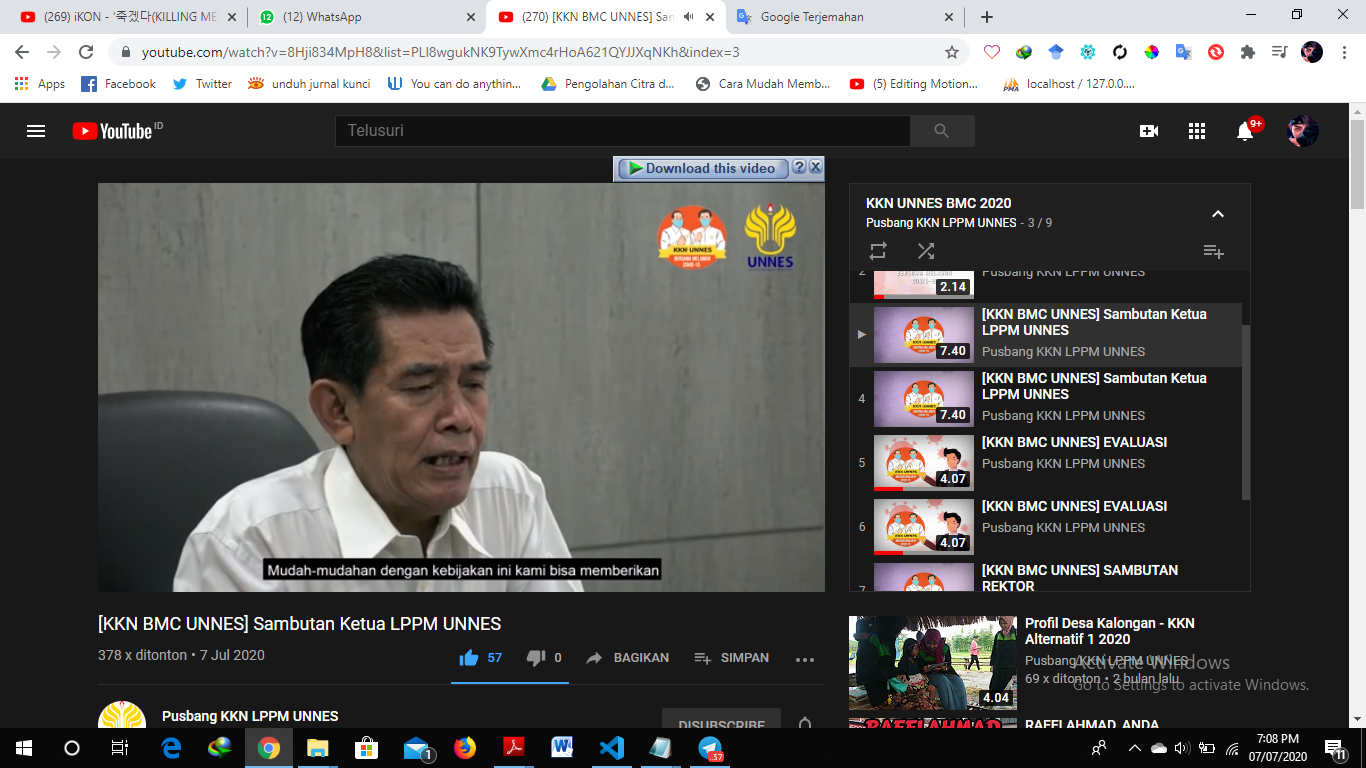 (269) iKON - '죽겠다(KILLING ME
(12) WhatsApp
(270) [KKN BMC UNNES] Sam
Google Terjemahan
youtube.com/watch?v=8Hji834MpH8&list=PLl8wgukNK9TywXmc4rHoA621QYJJXqNKh&index=3
Apps
Facebook
Twitter
unduh jurnal kunci
You can do anythin...
Pengolahan Citra d...
Cara Mudah Memb...
(5) Editing Motion...
PMA
localhost / 127.0.0....
YouTube ID
Telusuri
9+
Download this video ? X
KKN UNNES
BERSAMA MELAWAN
COVID-19
UNNES
Mudah-mudahan dengan kebijakan ini kami bisa memberikan
[KKN BMC UNNES] Sambutan Ketua LPPM UNNES
378 x ditonton • 7 Jul 2020
57
0
BAGIKAN
SIMPAN
Pusbang KKN LPPM UNNES
DISUBSCRIBE
KKN UNNES BMC 2020
Pusbang KKN LPPM UNNES - 3 / 9
2
2.14
Pusbang KKN LPPM UNNES
7.40
[KKN BMC UNNES] Sambutan Ketua
LPPM UNNES
Pusbang KKN LPPM UNNES
4
7.40
[KKN BMC UNNES] Sambutan Ketua
LPPM UNNES
Pusbang KKN LPPM UNNES
5
4.07
[KKN BMC UNNES] EVALUASI
Pusbang KKN LPPM UNNES
6
4.07
[KKN BMC UNNES] EVALUASI
Pusbang KKN LPPM UNNES
7
[KKN BMC UNNES] SAMBUTAN
REKTOR
4.04
Profil Desa Kalongan - KKN
Alternatif 1 2020
Pusbang KKN LPPM UNNES
69 x ditonton • 2 bulan lalu
RAFFI AHMAD
RAFFI AHMAD, ANDA
Activate Windows
Go to Settings to activate Windows.
1
57
7:08 PM
07/07/2020
11